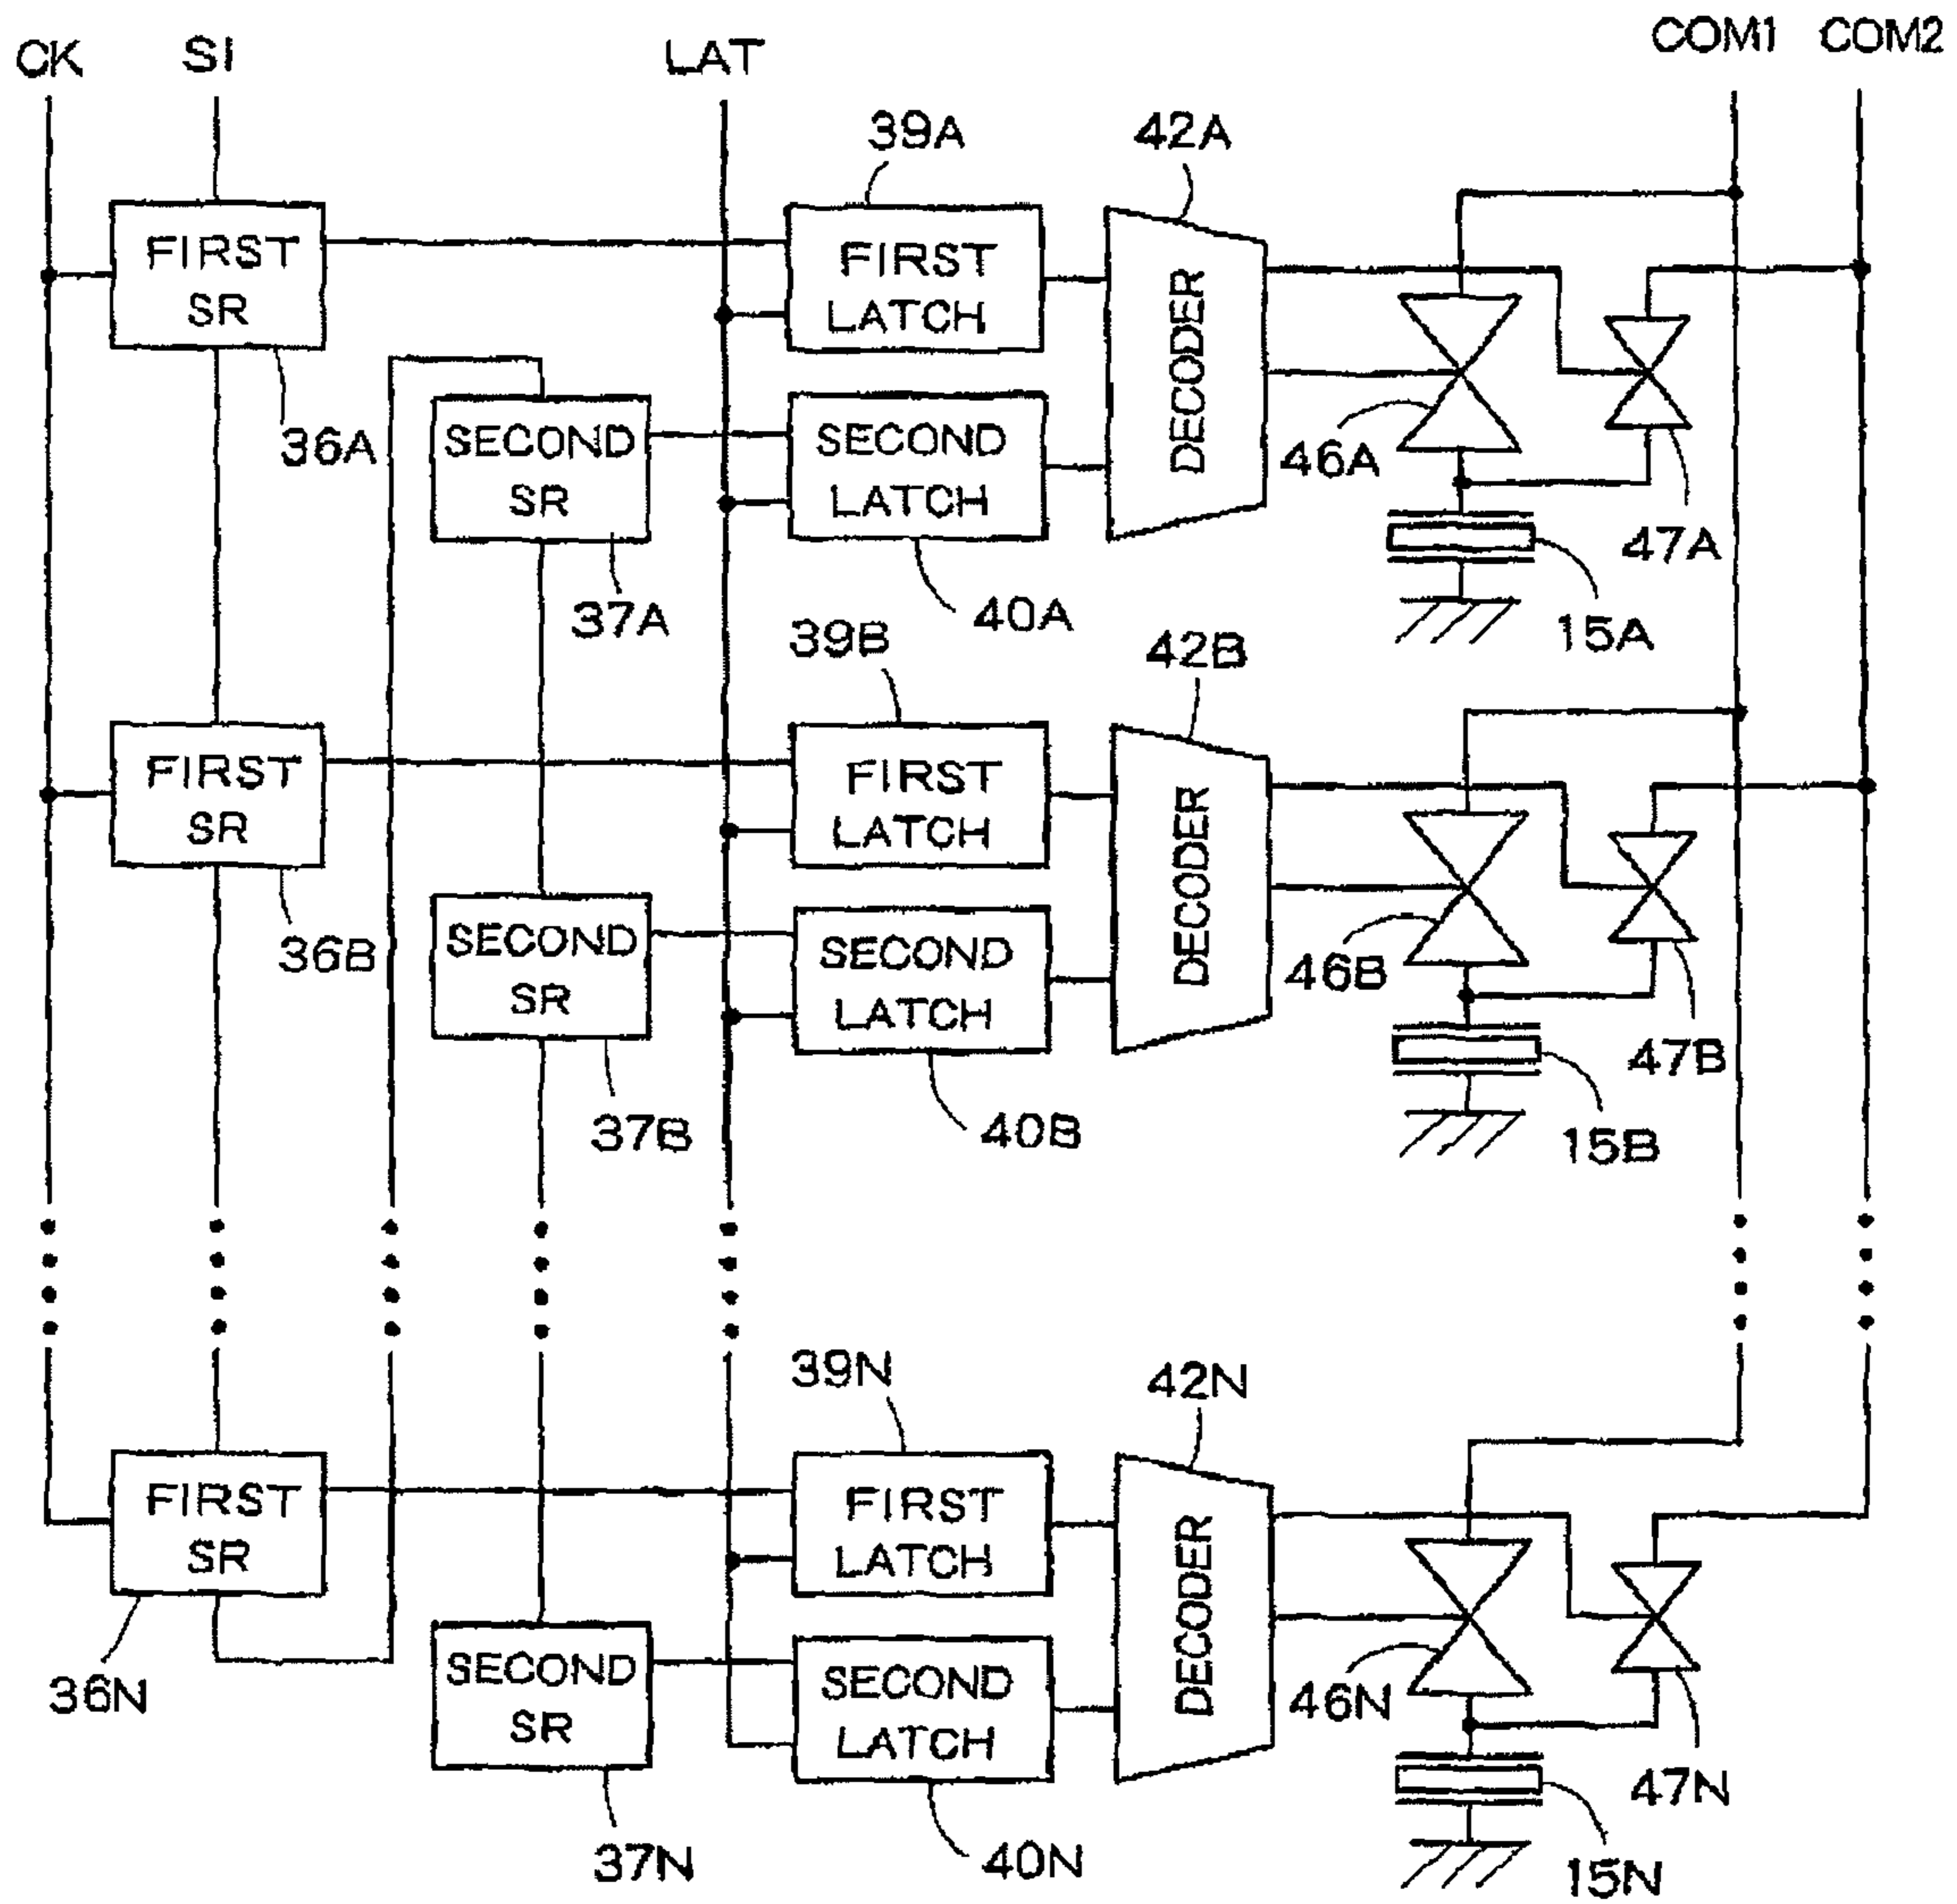 CK SI LAT COM1 COM2
39A 42A
FIRST
SR
FIRST
LATCH
DECODER
36A
SECOND
SR
SECOND
LATCH
46A
47A
37A
40A
15A
39B 42B
FIRST
SR
FIRST
LATCH
DECODER
36B
SECOND
SR
SECOND
LATCH
46B
47B
37B
40B
15B
39N 42N
FIRST
SR
FIRST
LATCH
DECODER
36N
SECOND
SR
SECOND
LATCH
46N
47N
37N
40N
15N